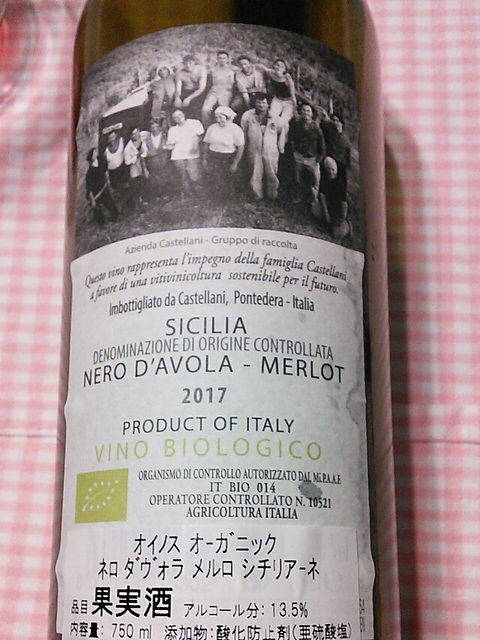 Azienda Castellani - Gruppo di raccolta
Questo vino rappresenta l'impegno della famiglia Castellani
a favore di una vitivinicoltura sostenibile per il futuro.
Imbottigliato da Castellani, Pontedera - Italia
SICILIA
DENOMINAZIONE DI ORIGINE CONTROLLATA
NERO D'AVOLA - MERLOT
2017
PRODUCT OF ITALY
VINO BIOLOGICO
ORGANISMO DI CONTROLLO AUTORIZZATO DAL Mi.P.A.A.F.
IT BIO 014
OPERATORE CONTROLLATO N. 10521
AGRICOLTURA ITALIA
オイノス オーガニック
ネロ ダヴォラ メルロ シチリアーネ
品目 果実酒 アルコール分: 13.5%
内容量: 750 ml 添加物:酸化防止剤(亜硫酸塩)